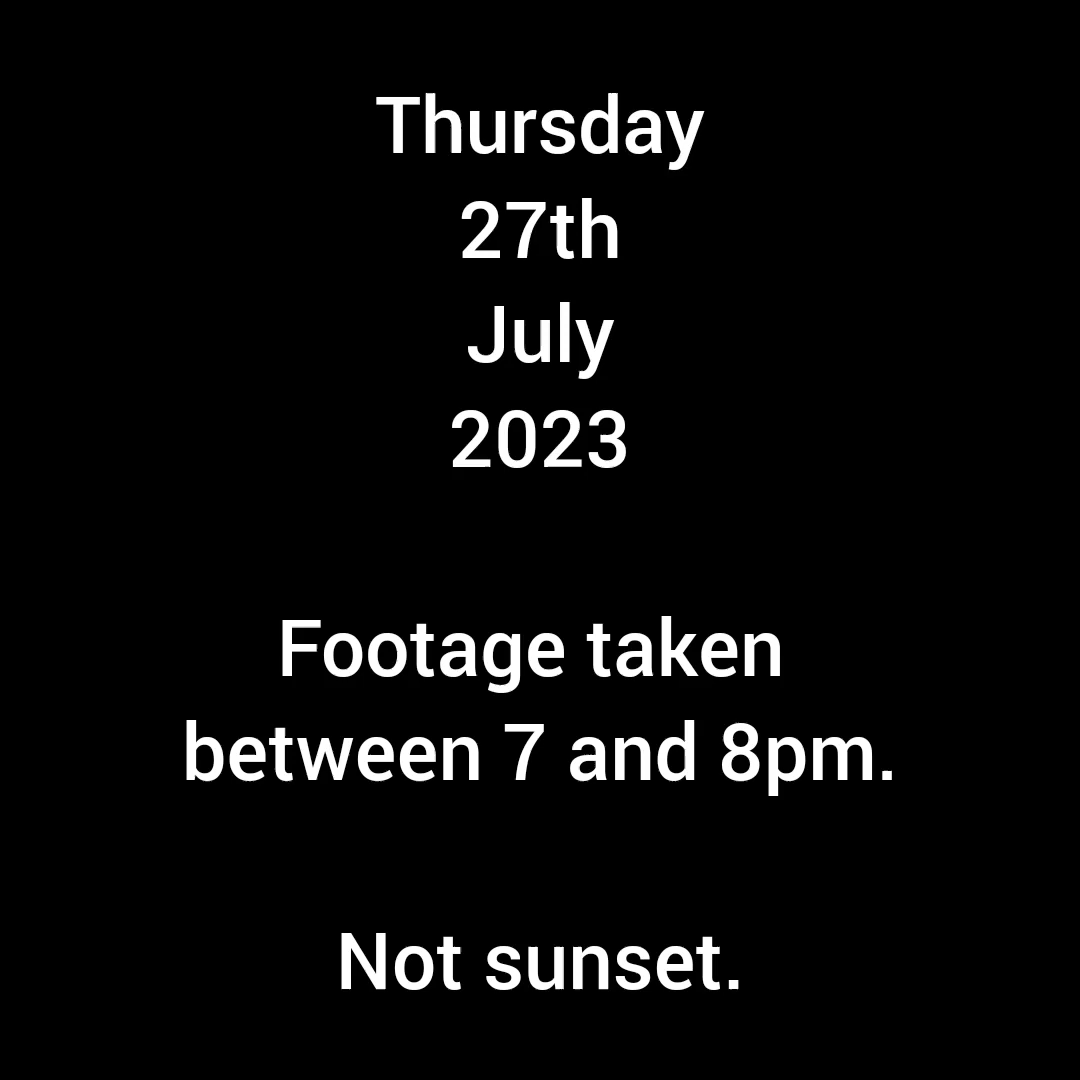 Thursday
27th
July
2023
Footage taken
between 7 and 8pm.
Not sunset.